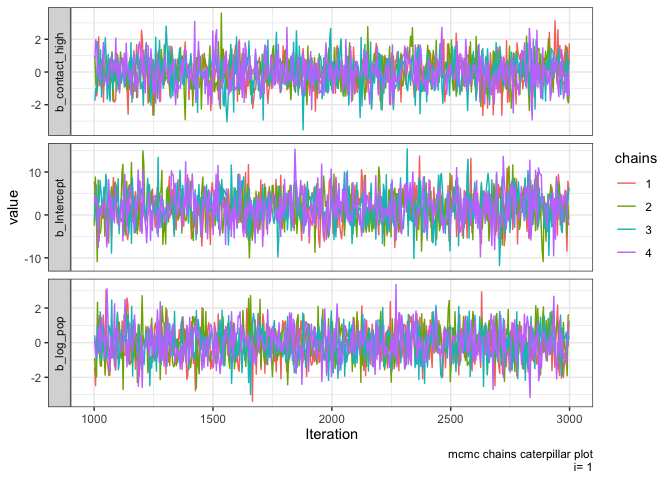 b_contact_high
2
0
-2
b_Intercept
10
0
-10
b_log_pop
2
0
-2
value
1000 1500 2000 2500 3000
Iteration
chains
1
2
3
4
mcmc chains caterpillar plot
i= 1